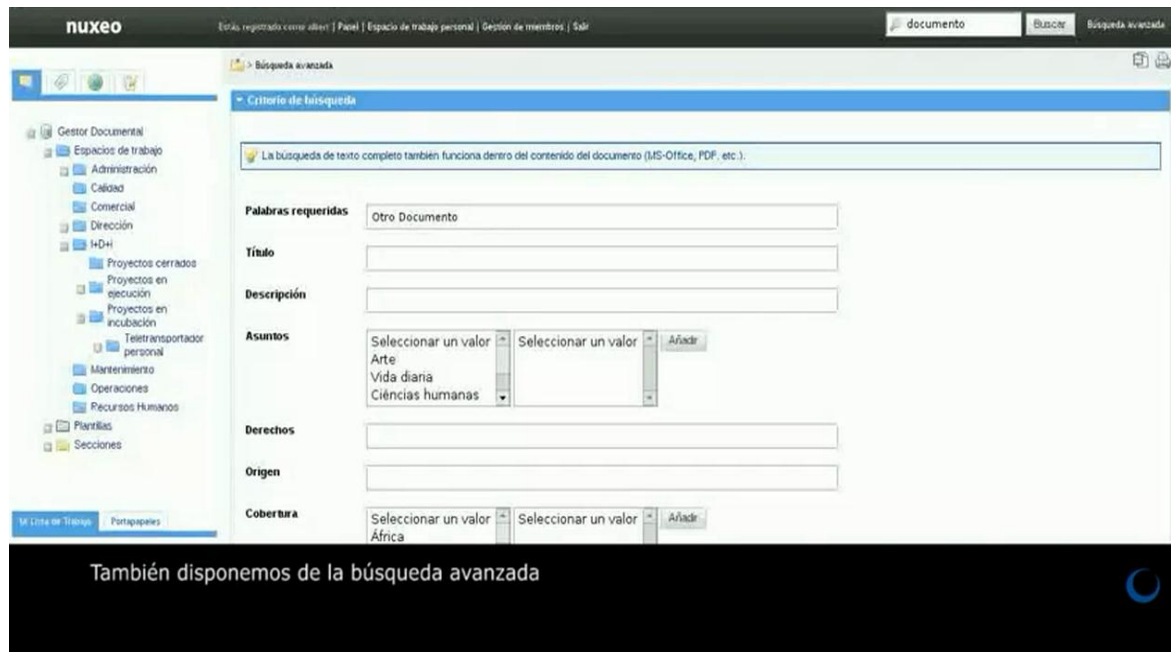 nuxeo
Estás registrado como albert | Papel | Espacio de trabajo personal | Gestión de miembros | Salir
documento
Buscar
Búsqueda avanzada
> Búsqueda avanzada
Criterio de búsqueda
La búsqueda de texto completo también funciona dentro del contenido del documento (MS-Office, PDF, etc.).
Gestor Documental
Espacios de trabajo
Administración
Calidad
Comercial
Dirección
I+D+i
Proyectos cerrados
Proyectos en
ejecución
Proyectos en
incubación
Teletransportador
personal
Mantenimiento
Operaciones
Recursos Humanos
Plantillas
Secciones
Mi Lista de Trabajo
Portapapeles
Palabras requeridas
Otro Documento
Título
Descripción
Asuntos
Seleccionar un valor
Arte
Vida diaria
Ciéncias humanas
Seleccionar un valor
Añadir
Derechos
Origen
Cobertura
Seleccionar un valor
África
Seleccionar un valor
Añadir
También disponemos de la búsqueda avanzada